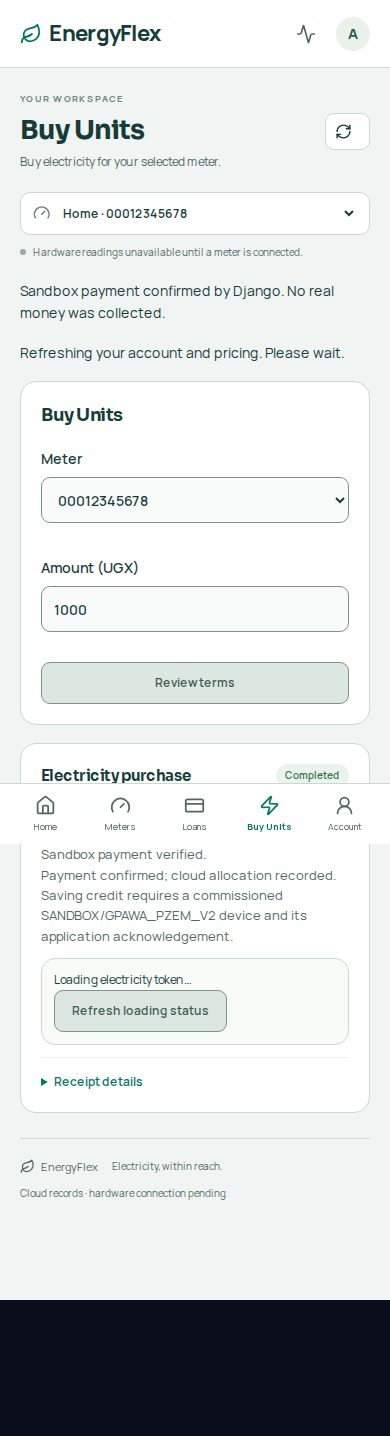 EnergyFlex
A
YOUR WORKSPACE
Buy Units
Buy electricity for your selected meter.
Home · 00012345678
Hardware readings unavailable until a meter is connected.
Sandbox payment confirmed by Django. No real
money was collected.
Refreshing your account and pricing. Please wait.
Buy Units
Meter
00012345678
Amount (UGX)
1000
Review terms
Electricity purchase
Completed
Home
Meters
Loans
Buy Units
Account
Sandbox payment verified.
Payment confirmed; cloud allocation recorded.
Saving credit requires a commissioned
SANDBOX/GPAWA_PZEM_V2 device and its
application acknowledgement.
Loading electricity token…
Refresh loading status
Receipt details
EnergyFlex
Electricity, within reach.
Cloud records · hardware connection pending